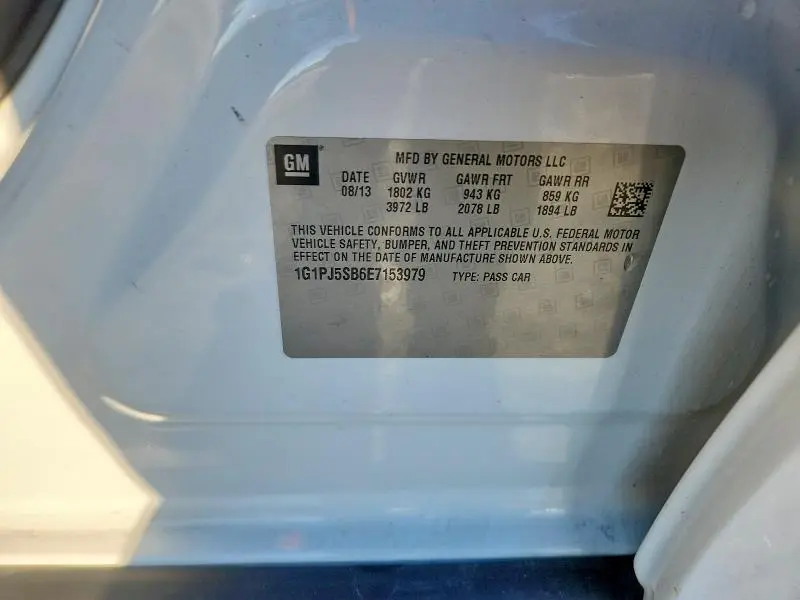 GM® MFD BY GENERAL MOTORS LLC
DATE GVWR GAWR FRT GAWR RR
08/13 1802 KG 943 KG 859 KG
3972 LB 2078 LB 1894 LB
THIS VEHICLE CONFORMS TO ALL APPLICABLE U.S. FEDERAL MOTOR
VEHICLE SAFETY, BUMPER, AND THEFT PREVENTION STANDARDS IN
EFFECT ON THE DATE OF MANUFACTURE SHOWN ABOVE.
1G1PJ5SB6E7153979 TYPE: PASS CAR